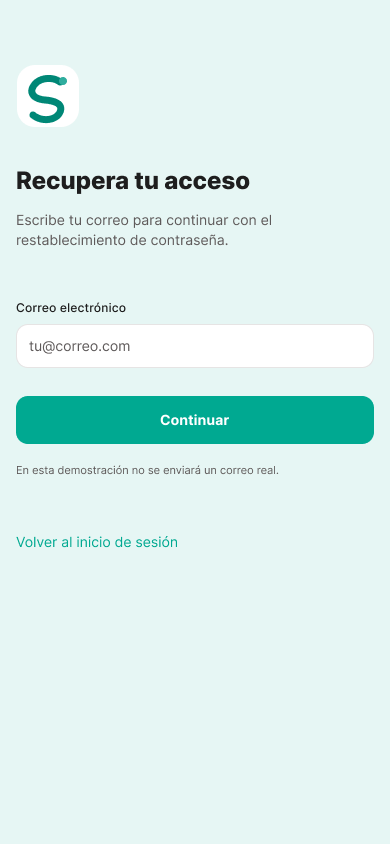 S
Recupera tu acceso
Escribe tu correo para continuar con el
restablecimiento de contraseña.
Correo electrónico
tu@correo.com
Continuar
En esta demostración no se enviará un correo real.
Volver al inicio de sesión